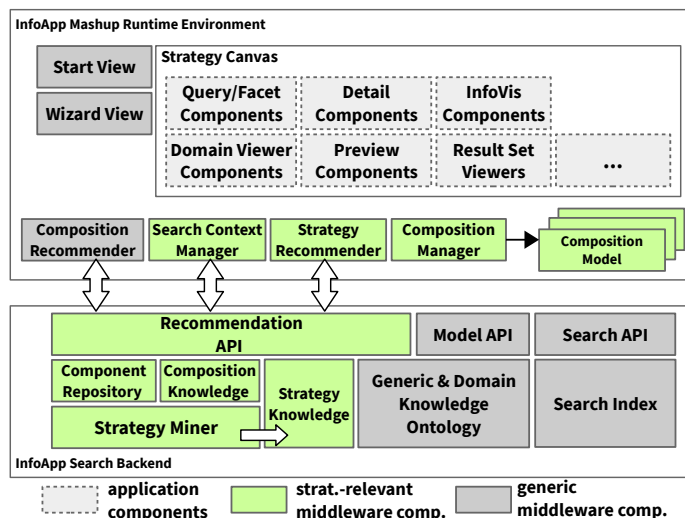 InfoApp Mashup Runtime Environment
Start View
Wizard View
Strategy Canvas
Query/Facet
Components
Detail
Components
InfoVis
Components
Domain Viewer
Components
Preview
Components
Result Set
Viewers
...
Composition
Recommender
Search Context
Manager
Strategy
Recommender
Composition
Manager
Composition
Model
Recommendation
API
Model API
Search API
Component
Repository
Composition
Knowledge
Strategy
Knowledge
Generic & Domain
Knowledge
Ontology
Search Index
Strategy Miner
InfoApp Search Backend
application
components
strat.-relevant
middleware comp.
generic
middleware comp.